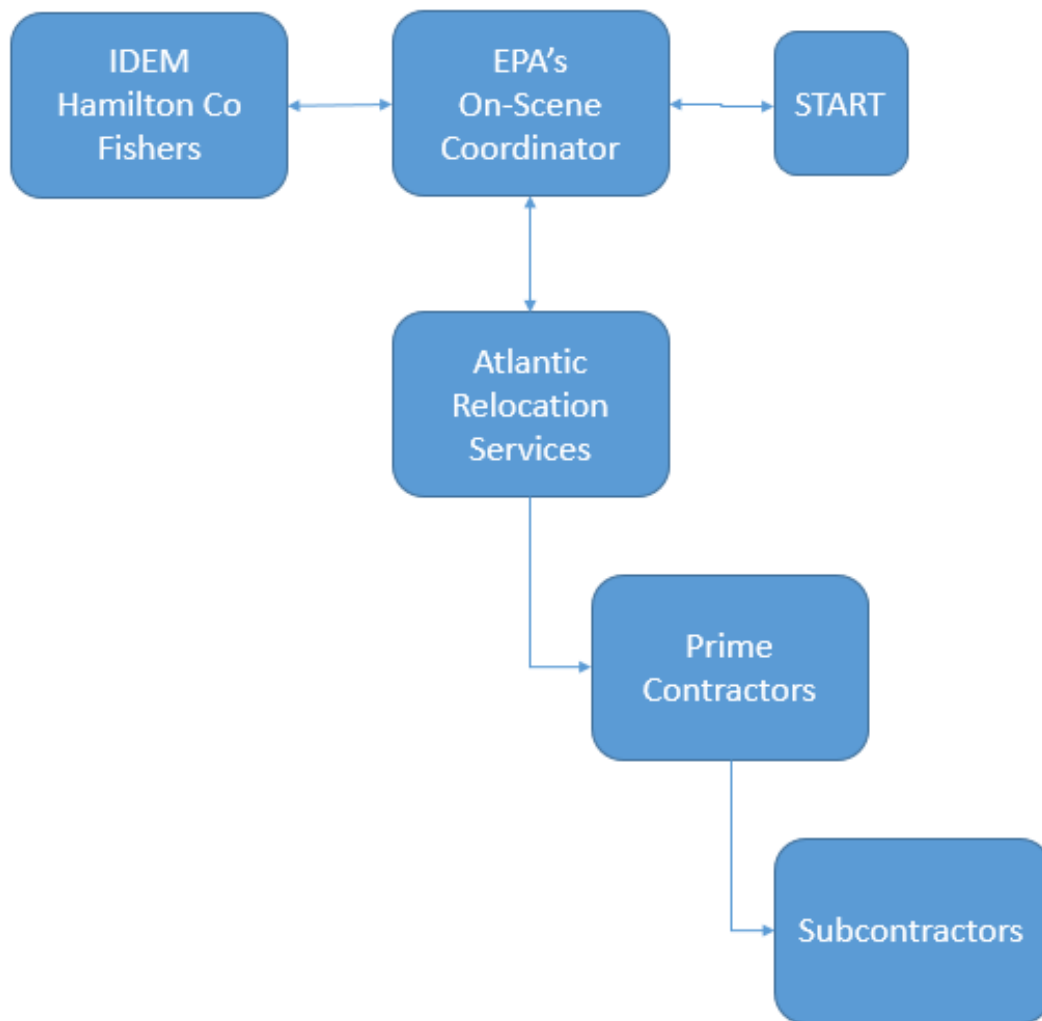 IDEM
Hamilton Co
Fishers
EPA’s
On-Scene
Coordinator
START
Atlantic
Relocation
Services
Prime
Contractors
Subcontractors